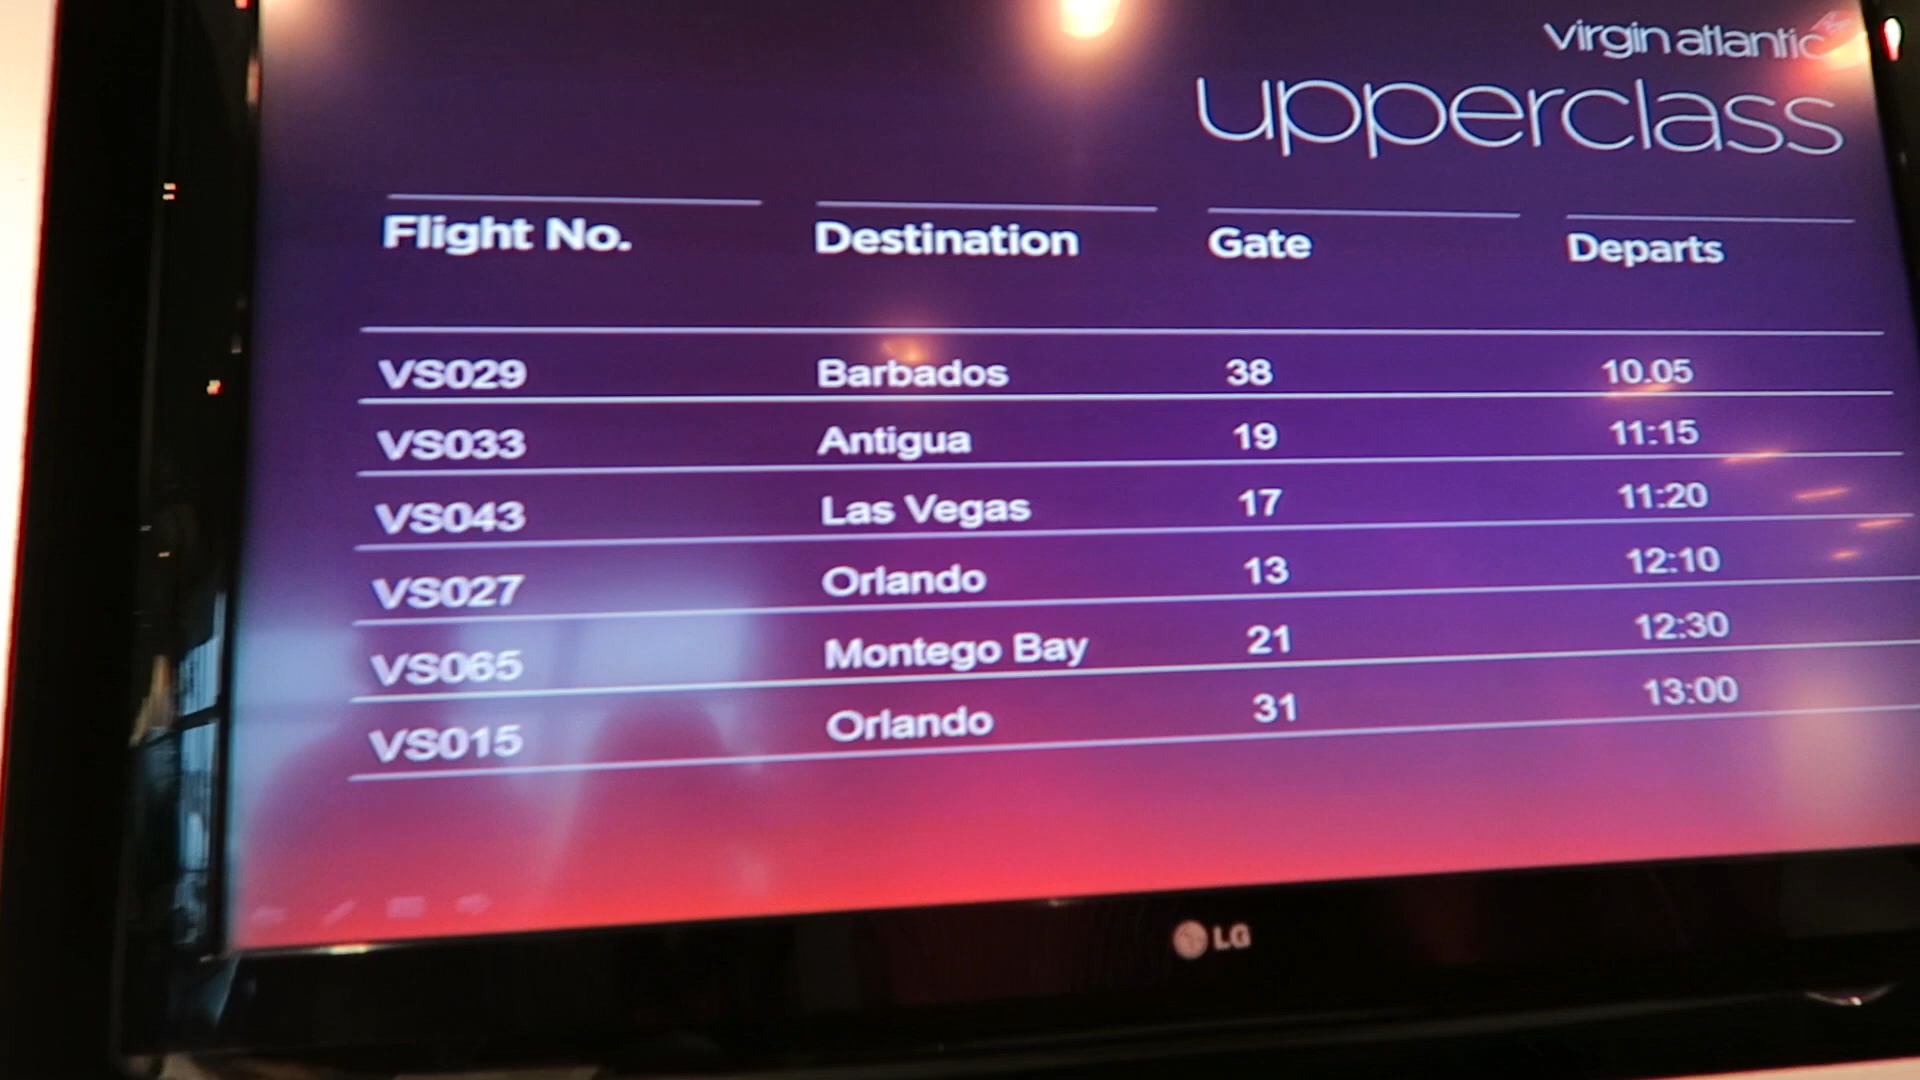 virgin atlantic
upperclass
Flight No. Destination Gate Departs
VS029 Barbados 38 10.05
VS033 Antigua 19 11:15
VS043 Las Vegas 17 11:20
VS027 Orlando 13 12:10
VS065 Montego Bay 21 12:30
VS015 Orlando 31 13:00
LG